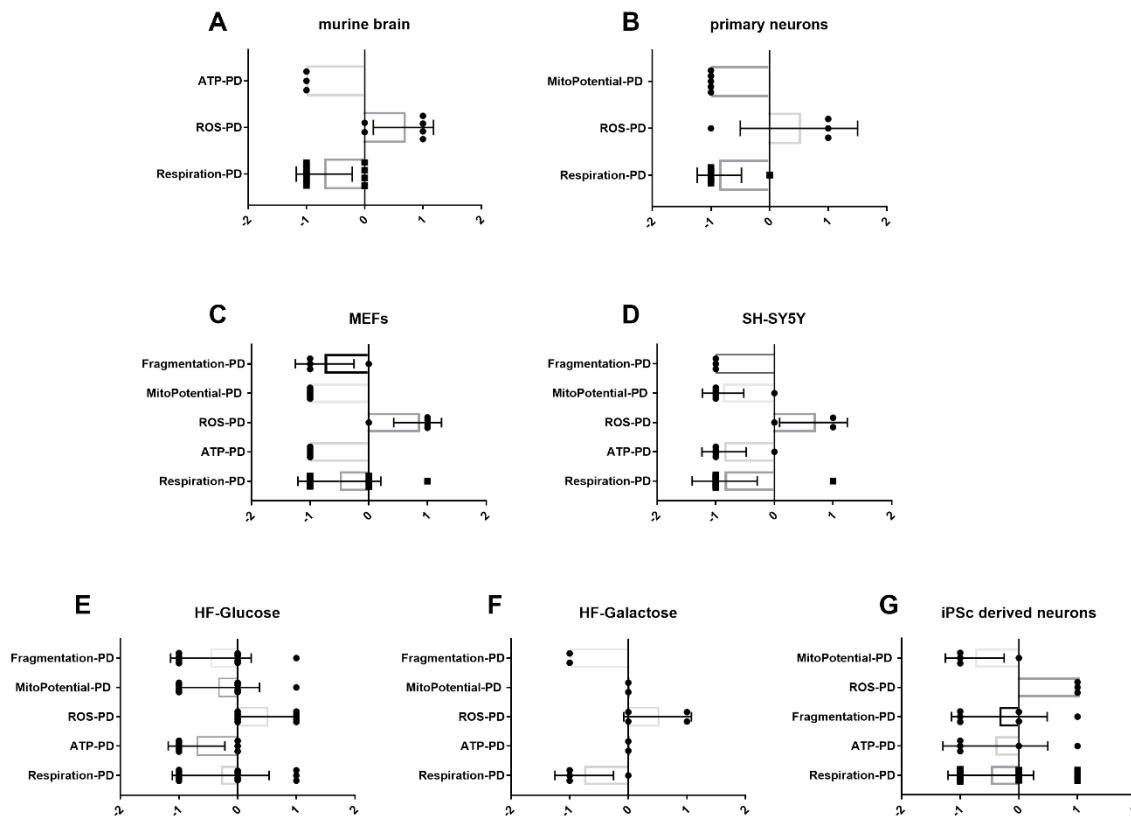 A murine brain
ATP-PD
ROS-PD
Respiration-PD
-2 -1 0 1 2
B primary neurons
MitoPotential-PD
ROS-PD
Respiration-PD
-2 -1 0 1 2
C MEFs
Fragmentation-PD
MitoPotential-PD
ROS-PD
ATP-PD
Respiration-PD
-2 -1 0 1 2
D SH-SY5Y
Fragmentation-PD
MitoPotential-PD
ROS-PD
ATP-PD
Respiration-PD
-2 -1 0 1 2
E HF-Glucose
Fragmentation-PD
MitoPotential-PD
ROS-PD
ATP-PD
Respiration-PD
-2 -1 0 1 2
F HF-Galactose
Fragmentation-PD
MitoPotential-PD
ROS-PD
ATP-PD
Respiration-PD
-2 -1 0 1 2
G iPSc derived neurons
MitoPotential-PD
ROS-PD
Fragmentation-PD
ATP-PD
Respiration-PD
-2 -1 0 1 2